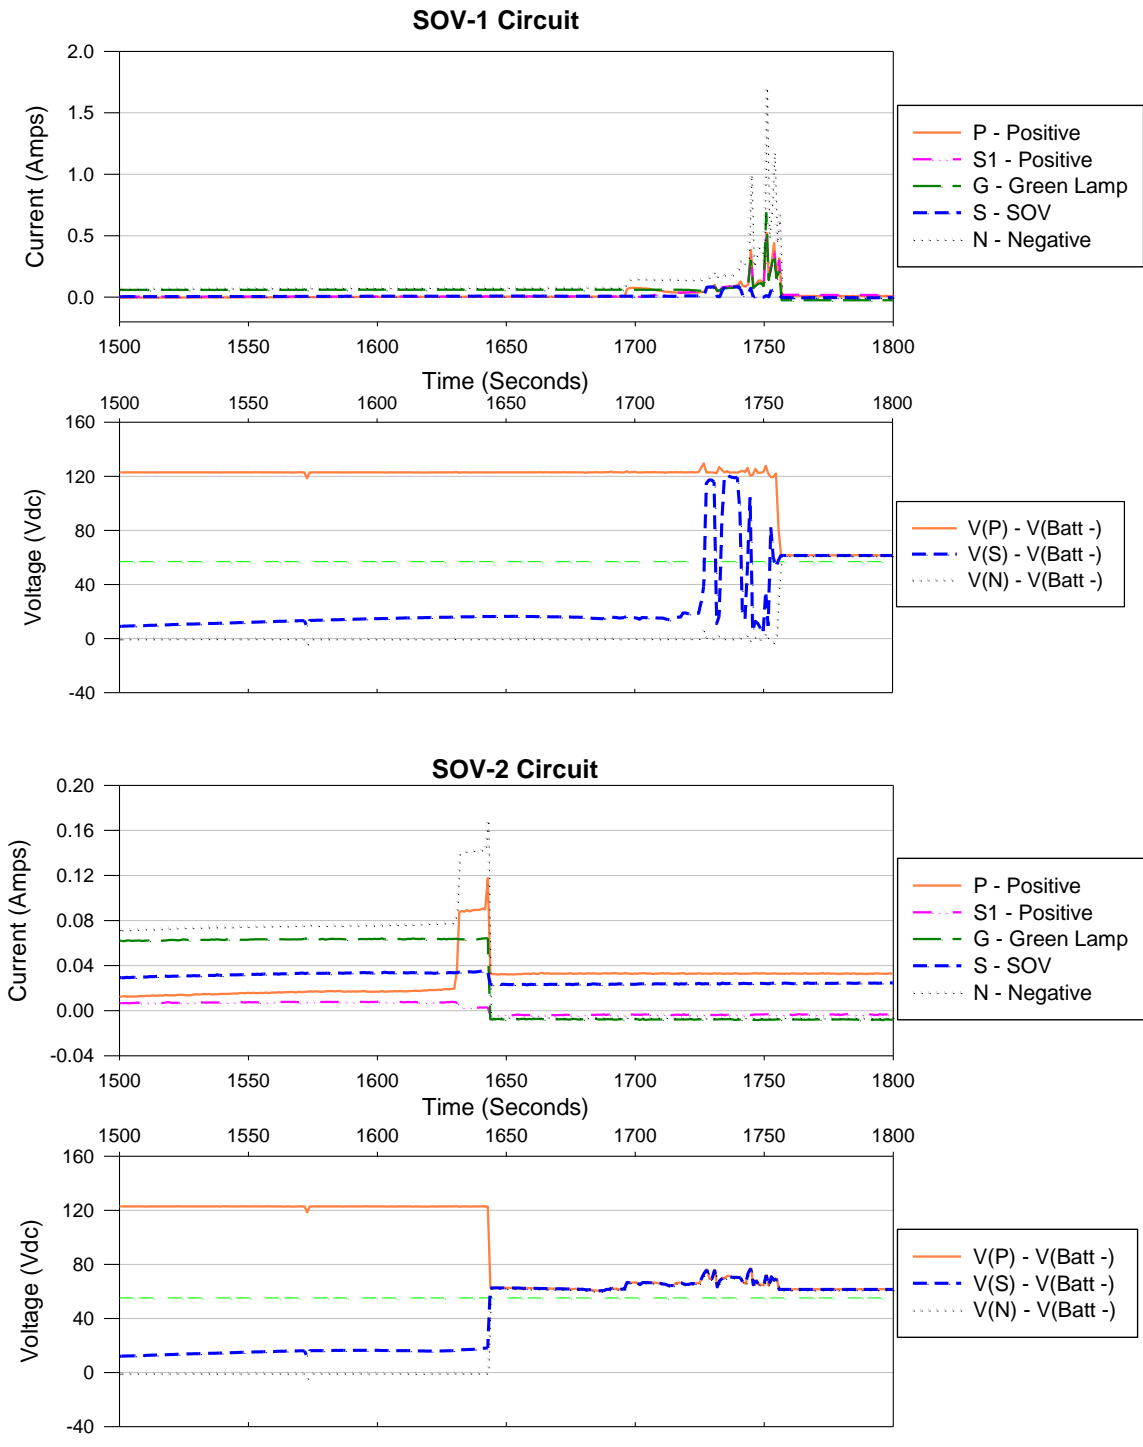 SOV-1 Circuit
2.0
1.5
1.0
0.5
0.0
Current (Amps)
1500 1550 1600 1650 1700 1750 1800
Time (Seconds)
P - Positive
S1 - Positive
G - Green Lamp
S - SOV
N - Negative
1500 1550 1600 1650 1700 1750 1800
160
120
80
40
0
-40
Voltage (Vdc)
V(P) - V(Batt -)
V(S) - V(Batt -)
V(N) - V(Batt -)
SOV-2 Circuit
0.20
0.16
0.12
0.08
0.04
0.00
-0.04
Current (Amps)
1500 1550 1600 1650 1700 1750 1800
Time (Seconds)
P - Positive
S1 - Positive
G - Green Lamp
S - SOV
N - Negative
1500 1550 1600 1650 1700 1750 1800
160
120
80
40
0
-40
Voltage (Vdc)
V(P) - V(Batt -)
V(S) - V(Batt -)
V(N) - V(Batt -)